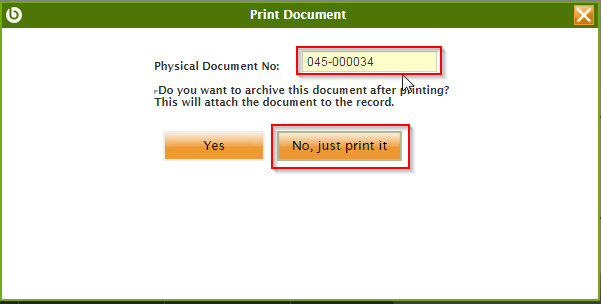 Print Document
Physical Document No: 045-000034
Do you want to archive this document after printing?
This will attach the document to the record.
Yes No, just print it